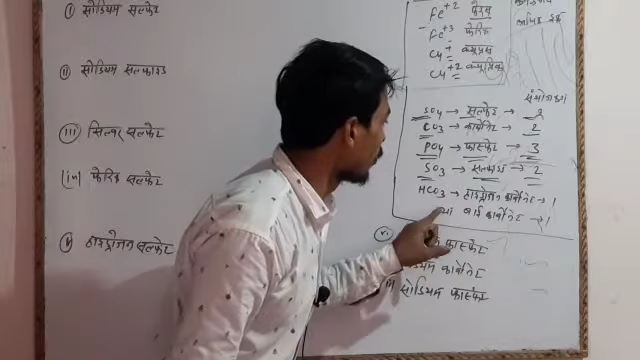 (i) सोडियम सल्फेट
(ii) सोडियम सल्फाइड
(iii) सिल्वर सल्फेट
(iv) फेरिक सल्फेट
(v) हाइड्रोजन सल्फेट
Fe+2 फेरस
Fe+3 फेरिक
Cu+ क्यूप्रस
Cu+2 क्यूप्रिक
SO4 → सल्फेट → 2
CO3 → कार्बोनेट → 2
PO4 → फास्फेट → 3
SO3 → सल्फाइट → 2
HCO3 → हाइड्रोजन कार्बोनेट → 1
या बाई कार्बोनेट → 1
फास्फेट
कार्बोनेट
सोडियम फास्फेट